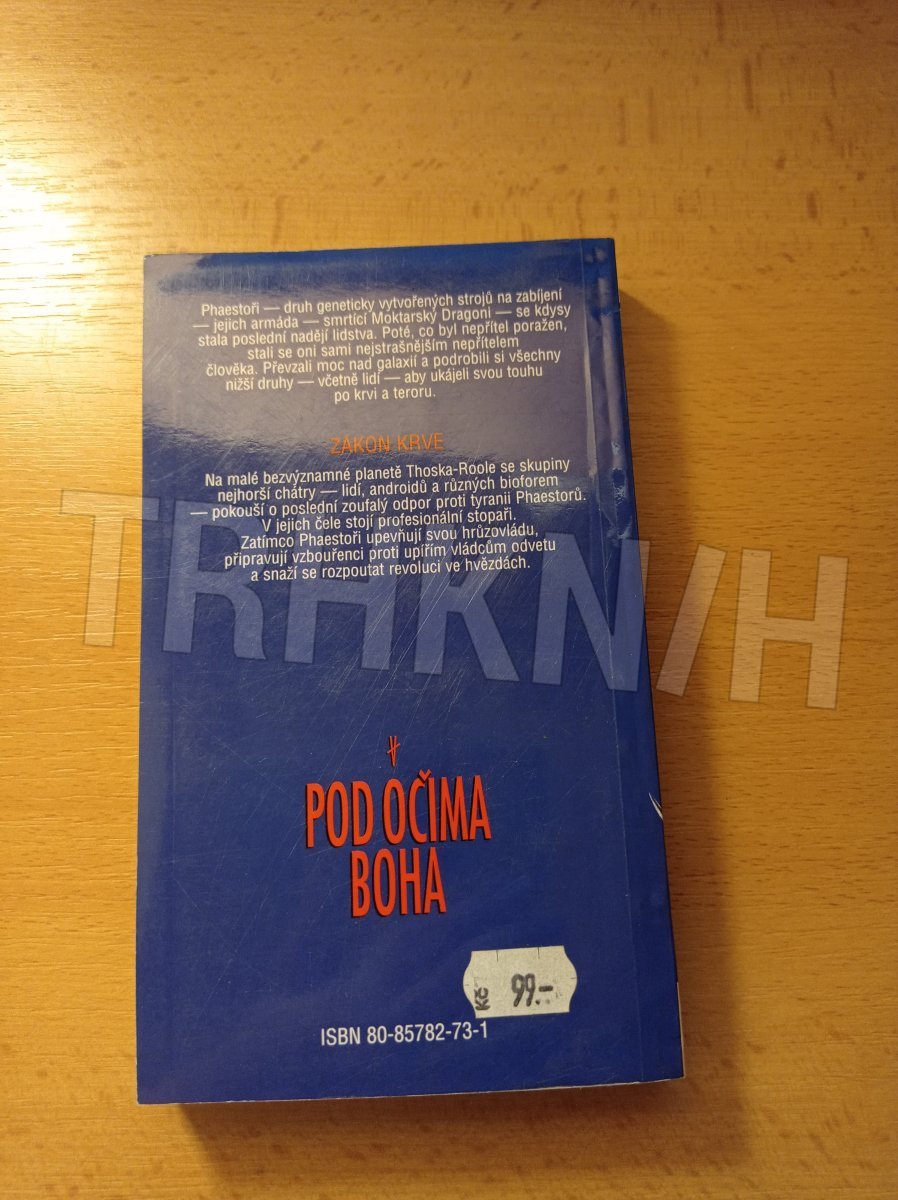 Phaestoři — druh geneticky vytvořených strojů na zabíjení
— jejich armáda — smrtící Moktarský Dragoni — se kdysy
stala poslední nadějí lidstva. Poté, co byl nepřítel poražen,
stali se oni sami nejstrašnějším nepřítelem
člověka. Převzali moc nad galaxií a podrobili si všechny
nižší druhy — včetně lidí — aby ukájeli svou touhu
po krvi a teroru.
ZÁKON KRVE
Na malé bezvýznamné planetě Thoska-Roole se skupiny
nejhorší chátry — lidí, androidů a různých bioforem
— pokouší o poslední zoufalý odpor proti tyranii Phaestorů.
V jejich čele stojí profesionální stopaři.
Zatímco Phaestoři upevňují svou hrůzovládu,
připravují vzbouřenci proti upířím vládcům odvetu
a snaží se rozpoutat revoluci ve hvězdách.
TRHKNIH
POD OČIMA
BOHA
Kč 99.-
ISBN 80-85782-73-1